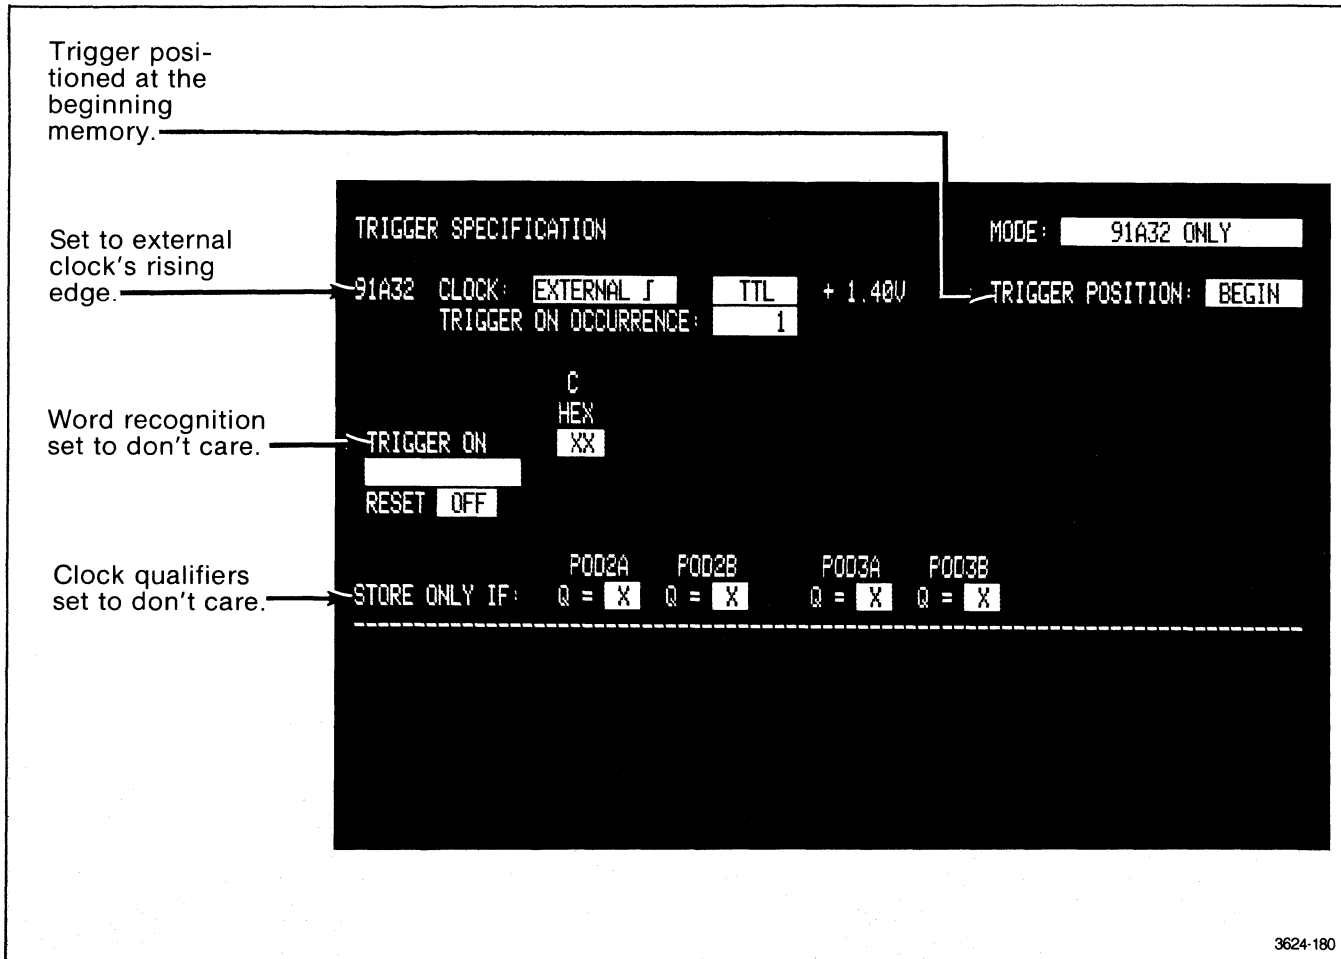 Trigger posi-
tioned at the
beginning
memory.
TRIGGER SPECIFICATION
MODE: 91A32 ONLY
Set to external
clock's rising
edge.
91A32 CLOCK: EXTERNAL ʃ TTL + 1.40V
TRIGGER POSITION: BEGIN
TRIGGER ON OCCURRENCE: 1
C
HEX
Word recognition
set to don't care.
TRIGGER ON XX
RESET OFF
Clock qualifiers
set to don't care.
POD2A POD2B POD3A POD3B
STORE ONLY IF: Q = X Q = X Q = X Q = X
3624-180